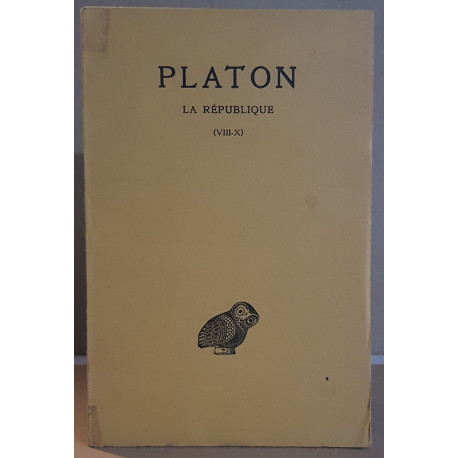 PLATON
LA RÉPUBLIQUE
(VIII-X)